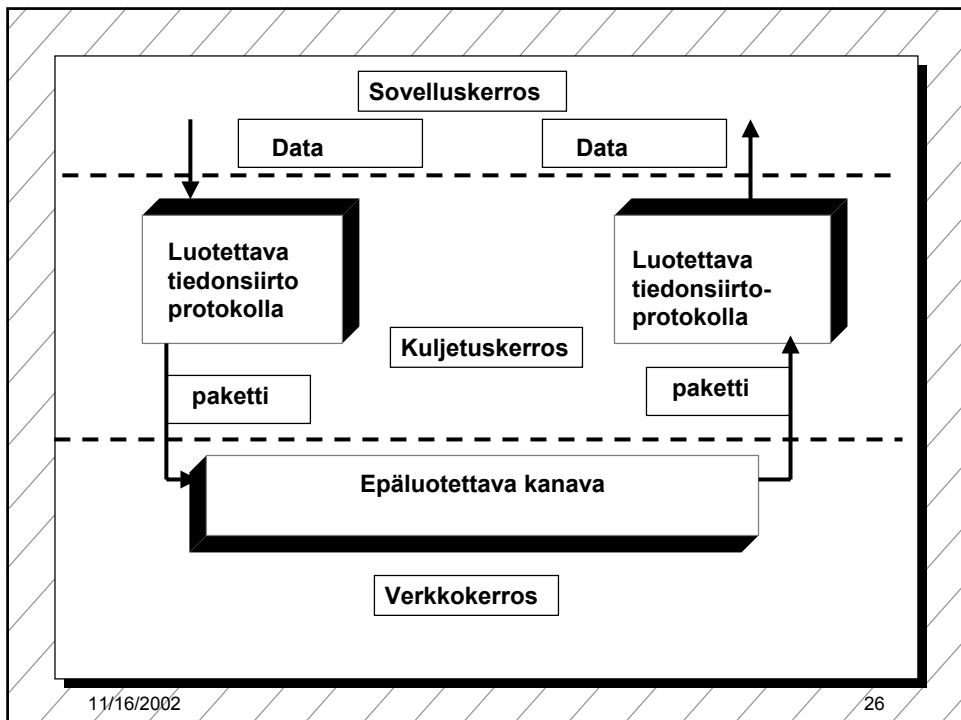 Sovelluskerros
Data
Data
Luotettava
tiedonsiirto
protokolla
Luotettava
tiedonsiirto-
protokolla
Kuljetuskerros
paketti
paketti
Epäluotettava kanava
Verkkokerros
11/16/2002
26